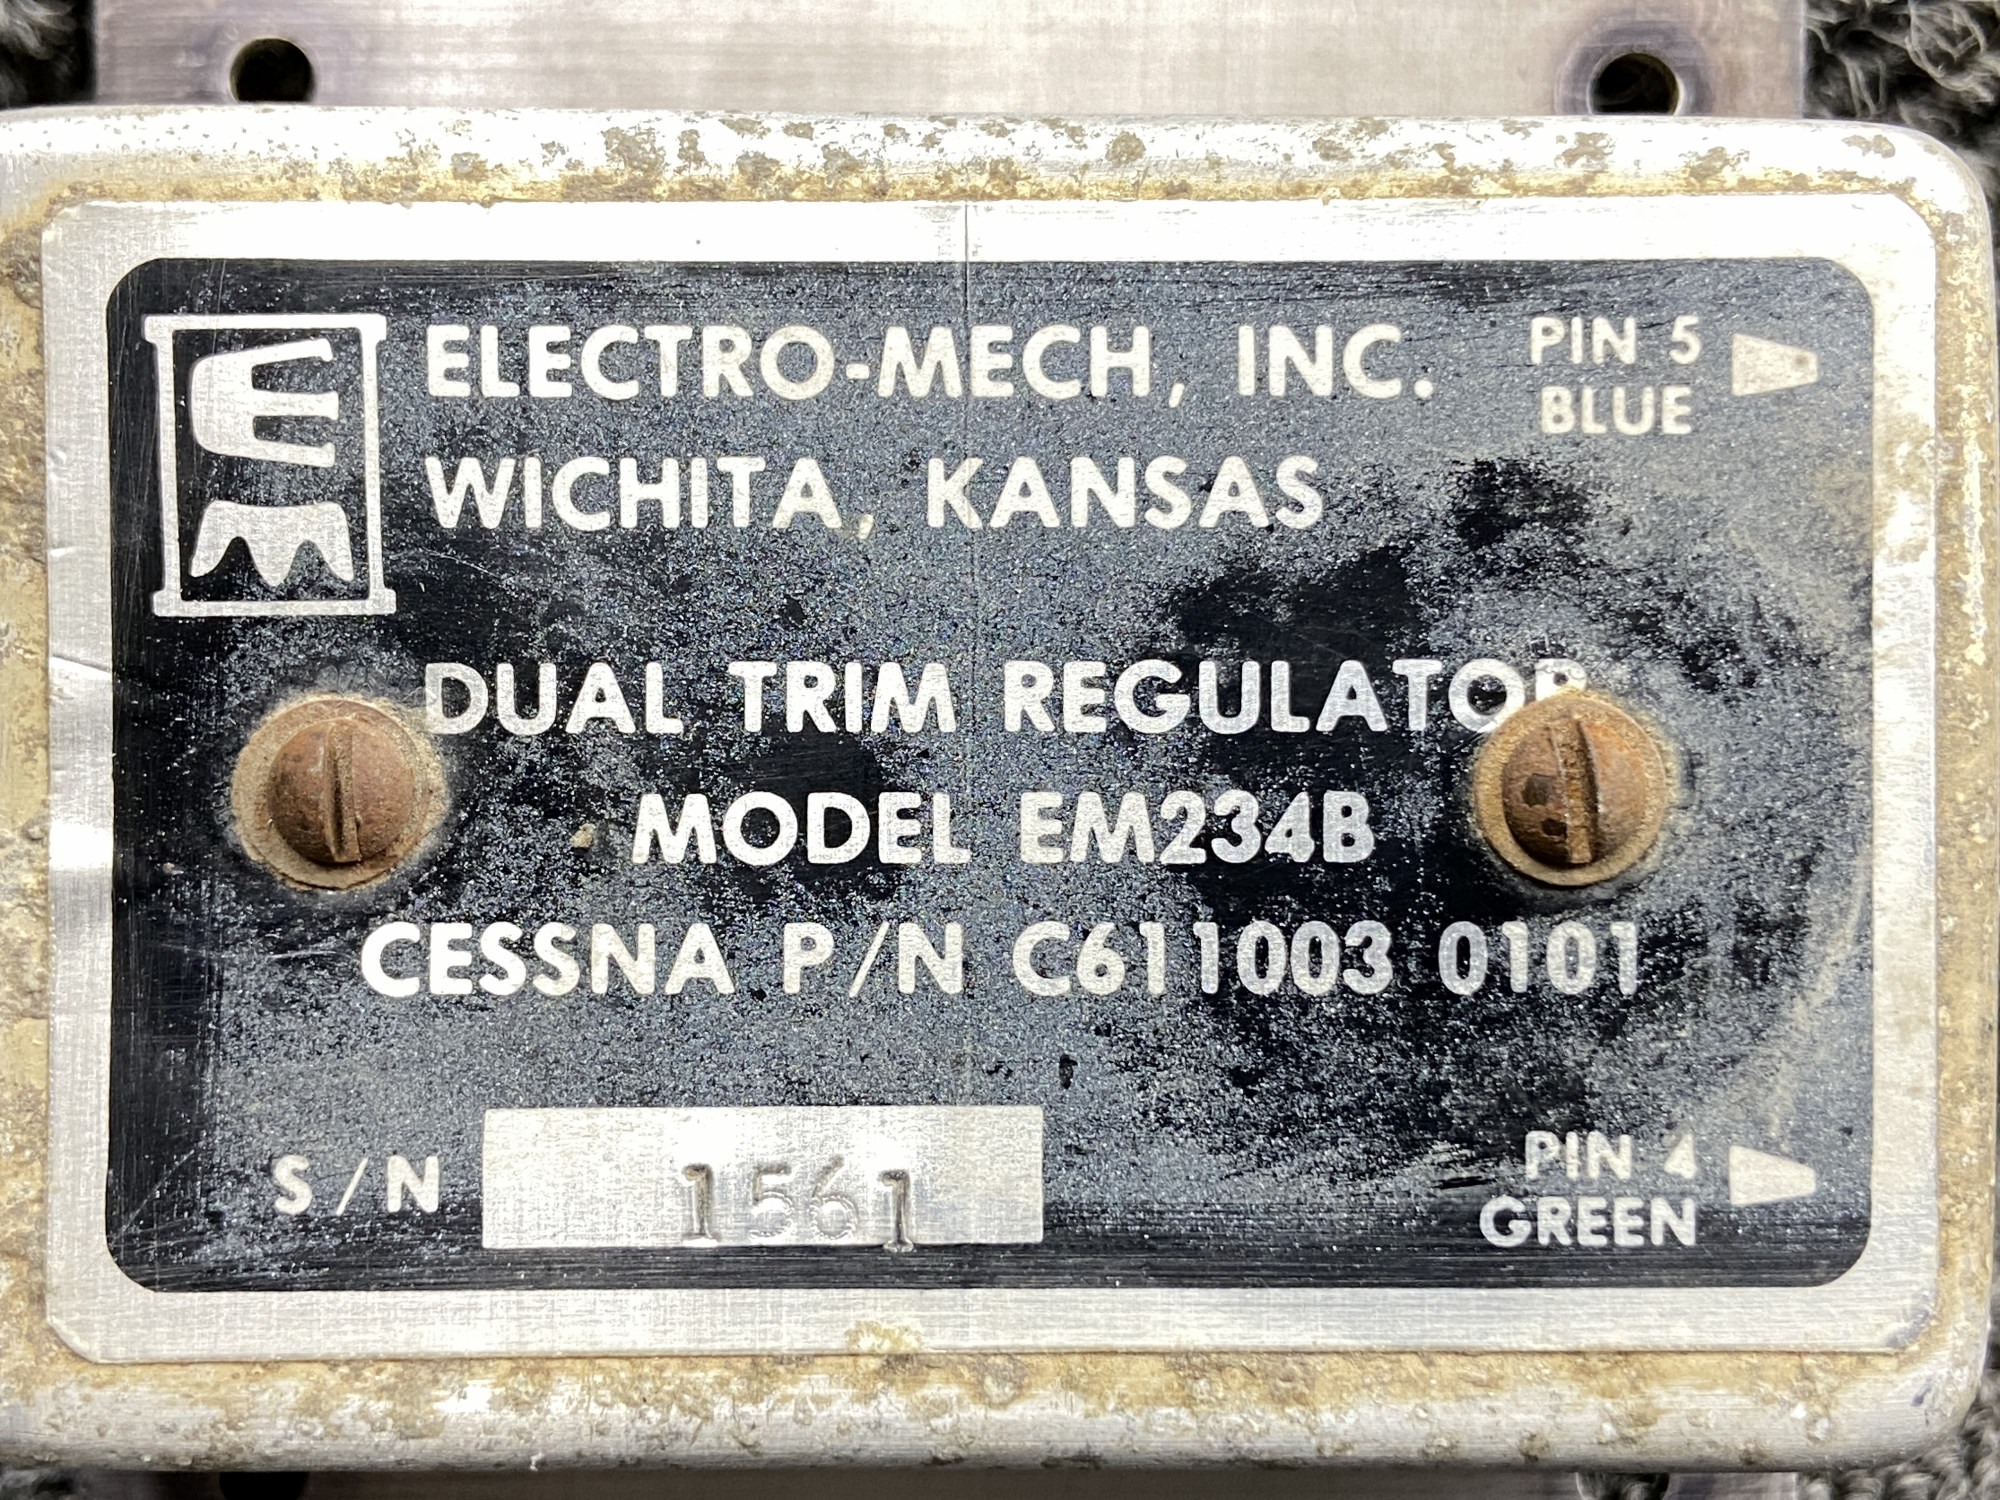 EM
ELECTRO-MECH, INC.
WICHITA, KANSAS
PIN 5
BLUE
DUAL TRIM REGULATOR
MODEL EM234B
CESSNA P/N C611003 0101
S/N 1561
PIN 4
GREEN